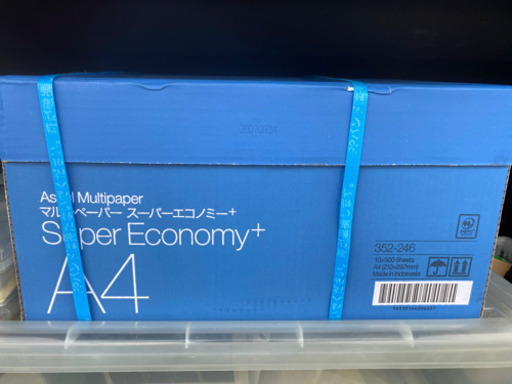 Multipaper
スーパーエコノミー+
Super Economy+
A4
352-246
10×500 Sheets
A4 (210×297mm)
Made in Indonesia